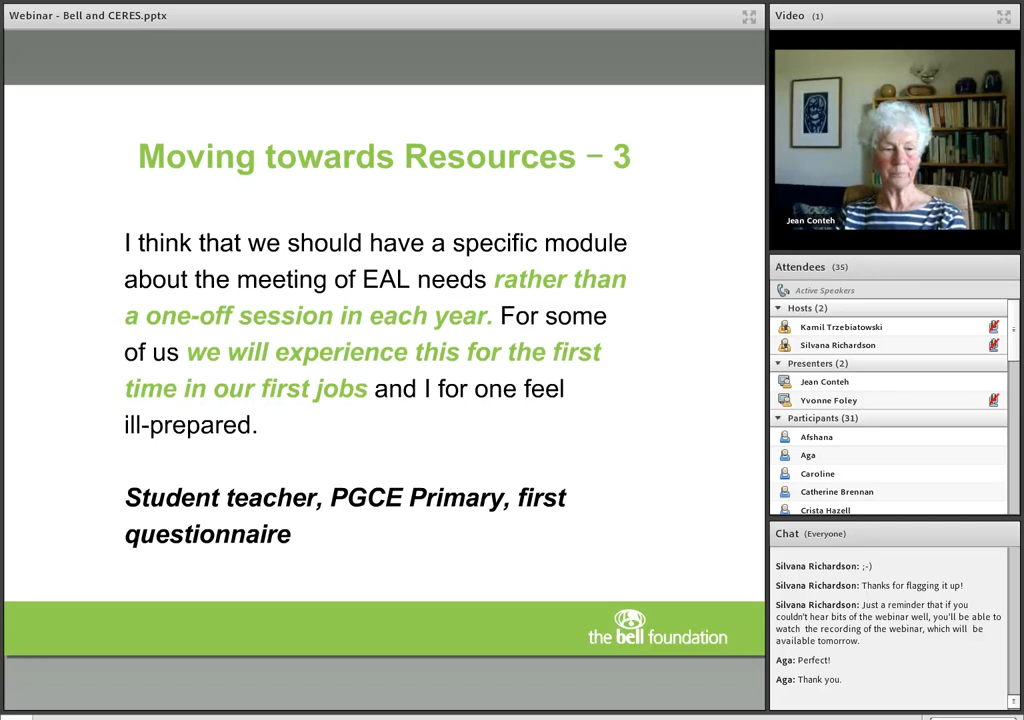 Webinar - Bell and CERES.pptx
Moving towards Resources − 3
I think that we should have a specific module
about the meeting of EAL needs rather than
a one-off session in each year. For some
of us we will experience this for the first
time in our first jobs and I for one feel
ill-prepared.
Student teacher, PGCE Primary, first
questionnaire
the bell foundation
Video (1)
Jean Conteh
Attendees (35)
Active Speakers
Hosts (2)
Kamil Trzebiatowski
Silvana Richardson
Presenters (2)
Jean Conteh
Yvonne Foley
Participants (31)
Afshana
Aga
Caroline
Catherine Brennan
Crista Hazell
Chat (Everyone)
Silvana Richardson: ;-)
Silvana Richardson: Thanks for flagging it up!
Silvana Richardson: Just a reminder that if you
couldn't hear bits of the webinar well, you'll be able to
watch the recording of the webinar, which will be
available tomorrow.
Aga: Perfect!
Aga: Thank you.